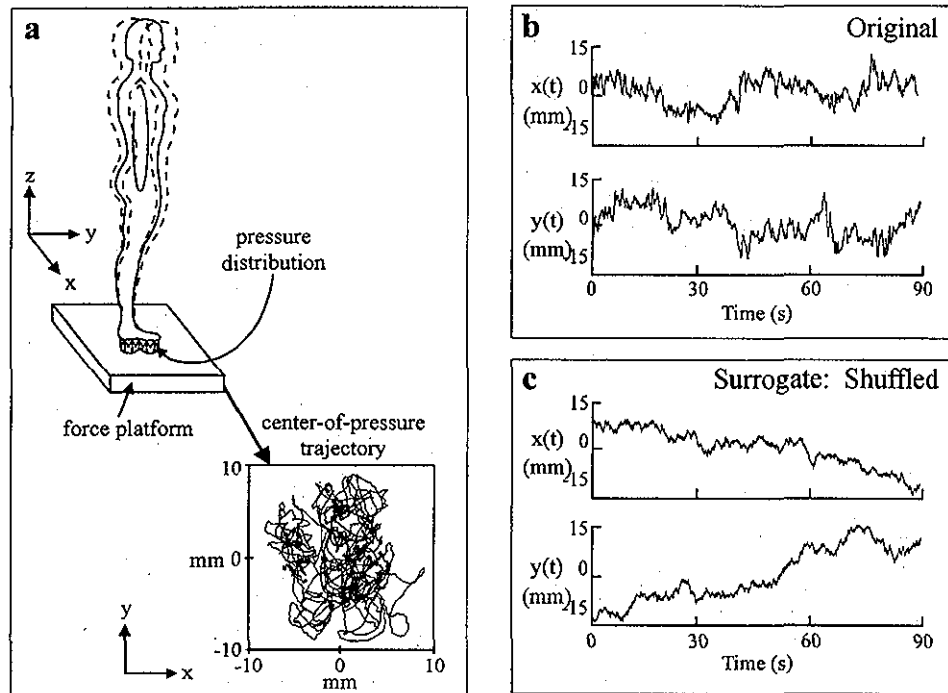 a
z
y
x
pressure
distribution
force platform
center-of-pressure
trajectory
10
mm 0
-10
-10 0 10
mm
y
x
b Original
15
x(t) 0
(mm)
15
15
y(t) 0
(mm)
15
0 30 60 90
Time (s)
c Surrogate: Shuffled
15
x(t) 0
(mm)
15
15
y(t) 0
(mm)
15
0 30 60 90
Time (s)